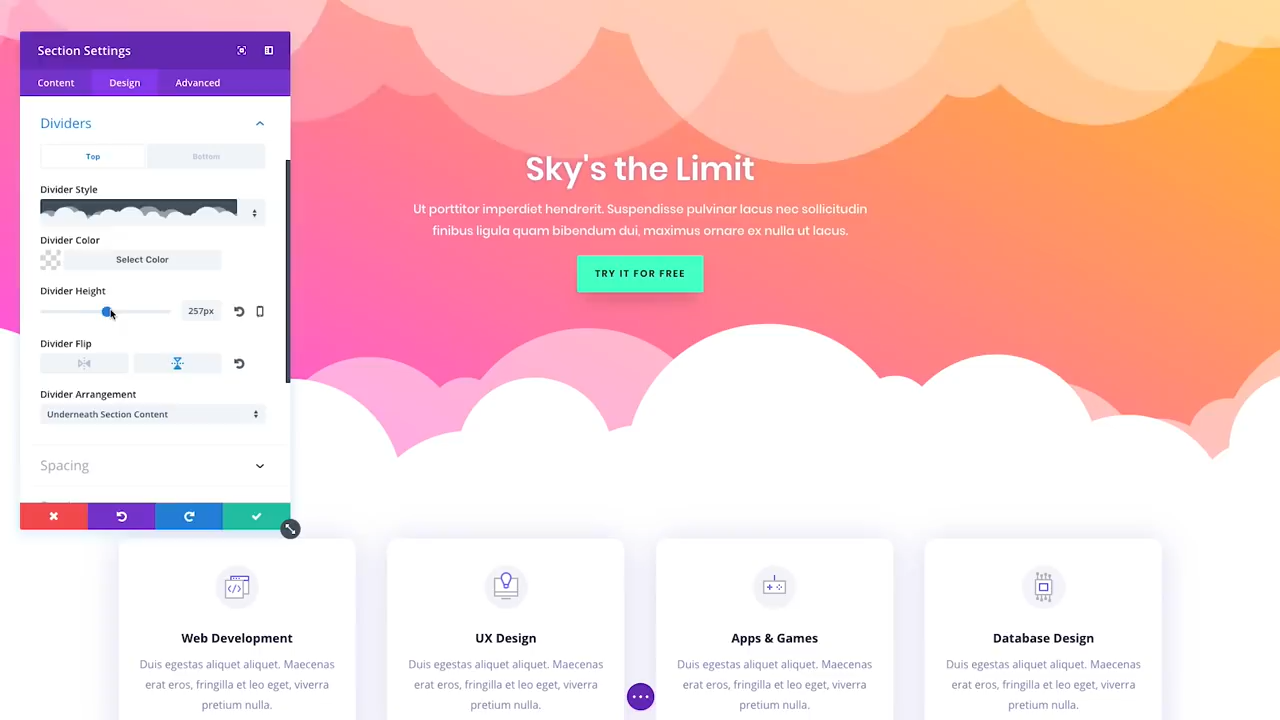 Section Settings
Content
Design
Advanced
Dividers
Top
Bottom
Divider Style
Divider Color
Select Color
Divider Height
257px
Divider Flip
Divider Arrangement
Underneath Section Content
Spacing
Sky's the Limit
Ut porttitor imperdiet hendrerit. Suspendisse pulvinar lacus nec sollicitudin
finibus ligula quam bibendum dui, maximus ornare ex nulla ut lacus.
TRY IT FOR FREE
Web Development
Duis egestas aliquet aliquet. Maecenas
erat eros, fringilla et leo eget, viverra
pretium nulla.
UX Design
Duis egestas aliquet aliquet. Maecenas
erat eros, fringilla et leo eget, viverra
pretium nulla.
Apps & Games
Duis egestas aliquet aliquet. Maecenas
erat eros, fringilla et leo eget, viverra
pretium nulla.
Database Design
Duis egestas aliquet aliquet. Maecenas
erat eros, fringilla et leo eget, viverra
pretium nulla.